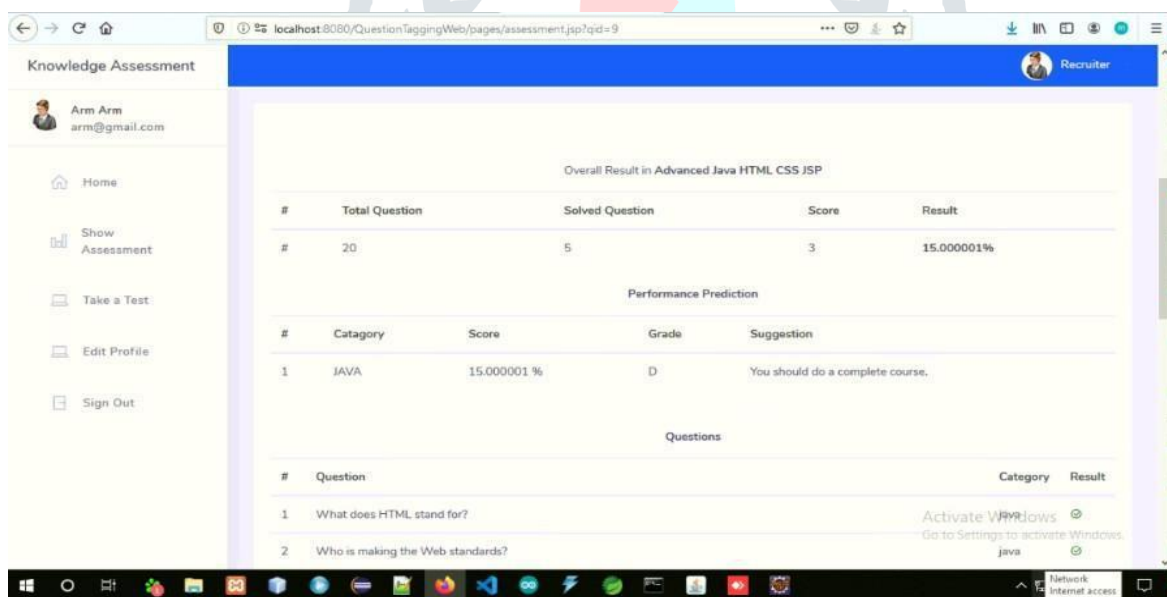 localhost:8080/QuestionTaggingWeb/pages/assessment.jsp?qid=9
Knowledge Assessment
Recruiter
Arm Arm
arm@gmail.com
Home
Show
Assessment
Take a Test
Edit Profile
Sign Out
Overall Result in Advanced Java HTML CSS JSP
# Total Question Solved Question Score Result
# 20 5 3 15.000001%
Performance Prediction
# Catagory Score Grade Suggestion
1 JAVA 15.000001 % D You should do a complete course.
Questions
# Question Category Result
1 What does HTML stand for? java
2 Who is making the Web standards? java
Activate Windows
Go to Settings to activate Windows.
Network
Internet access